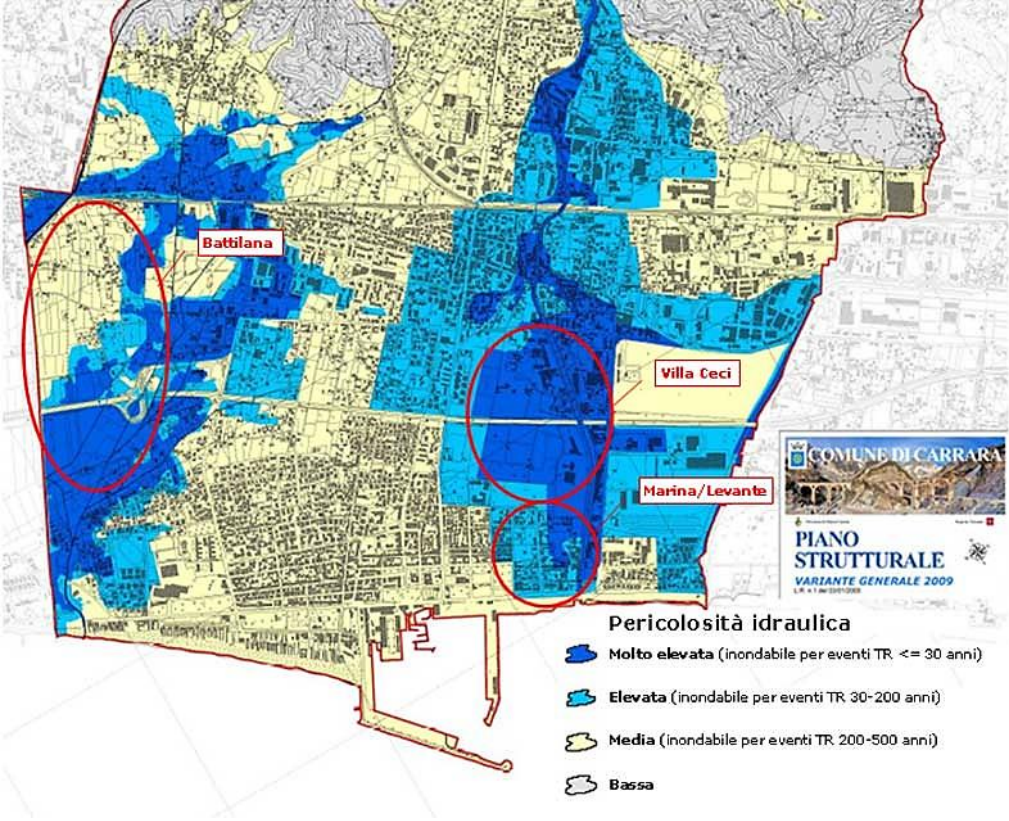 Battilana
Villa Ceci
Marina/Levante
COMUNE DI CARRARA
PIANO
STRUTTURALE
VARIANTE GENERALE 2009
Pericolosità idraulica
Molto elevata (inondabile per eventi TR <= 30 anni)
Elevata (inondabile per eventi TR 30-200 anni)
Media (inondabile per eventi TR 200-500 anni)
Bassa